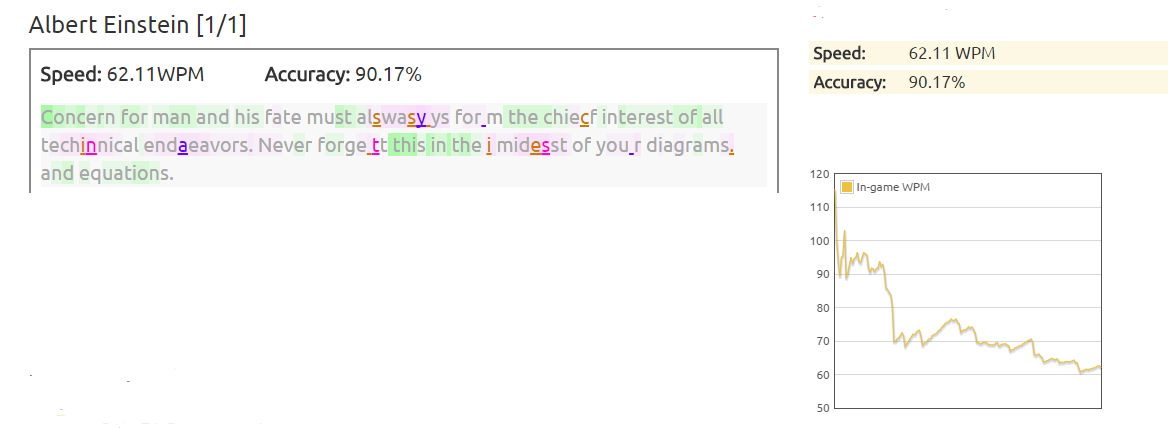 Albert Einstein [1/1]
Speed: 62.11WPM Accuracy: 90.17%
Concern for man and his fate must alswasy ys for m the chiecf interest of all
techinnical endaeavors. Never forge tt this in the i midesst of you r diagrams.
and equations.
Speed: 62.11 WPM
Accuracy: 90.17%
In-game WPM
120
110
100
90
80
70
60
50